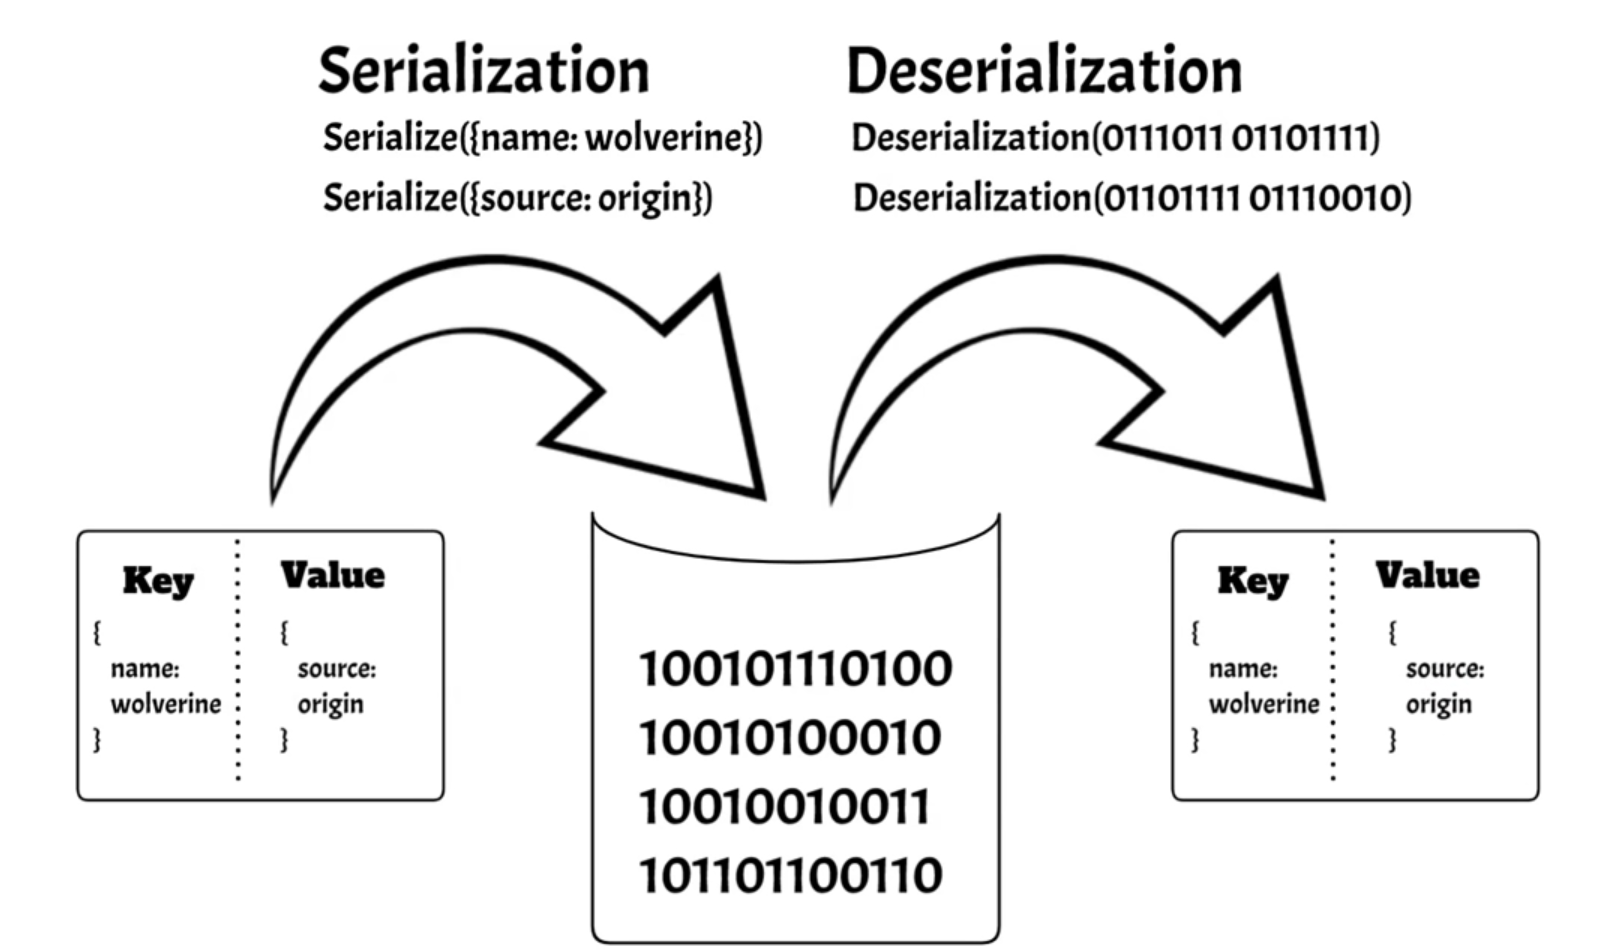 Serialization
Serialize({name: wolverine})
Serialize({source: origin})
Deserialization
Deserialization(0111011 01101111)
Deserialization(01101111 01110010)
Key
{
name:
wolverine
}
Value
{
source:
origin
}
100101110100
10010100010
10010010011
101101100110
Key
{
name:
wolverine
}
Value
{
source:
origin
}